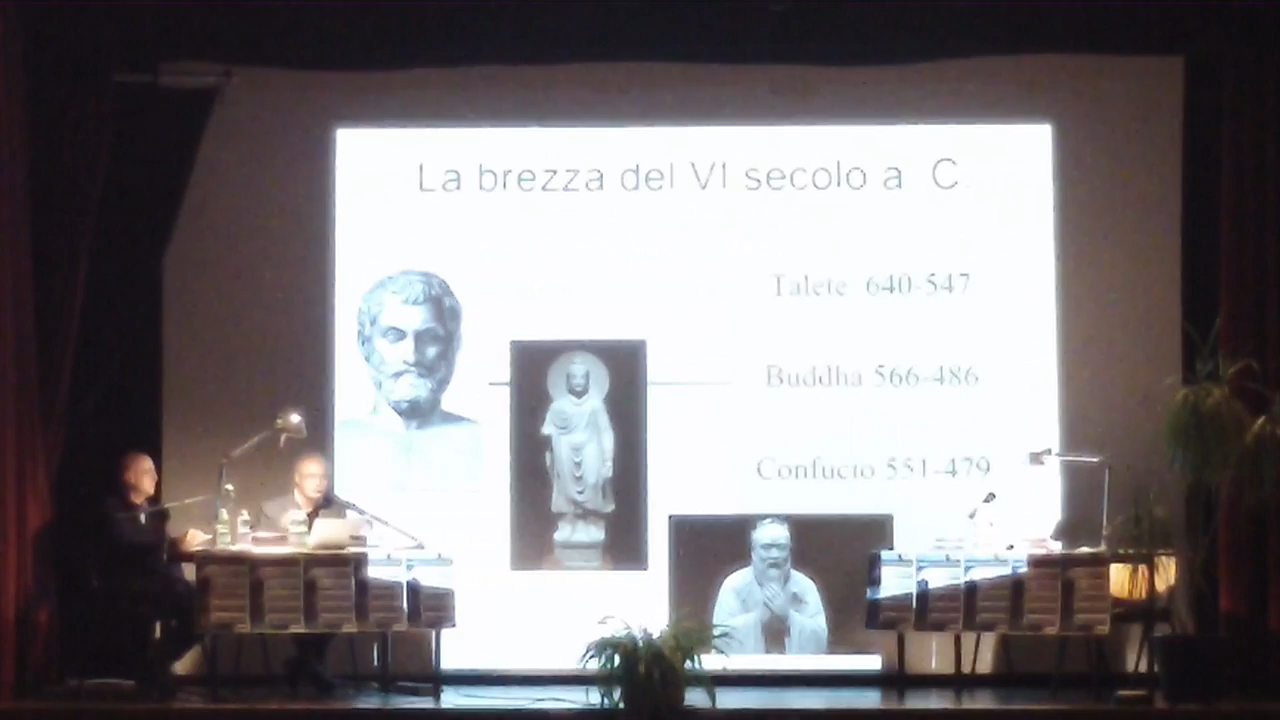 La brezza del VI secolo a C.
Talete 640-547
Buddha 566-486
Confucio 551-479